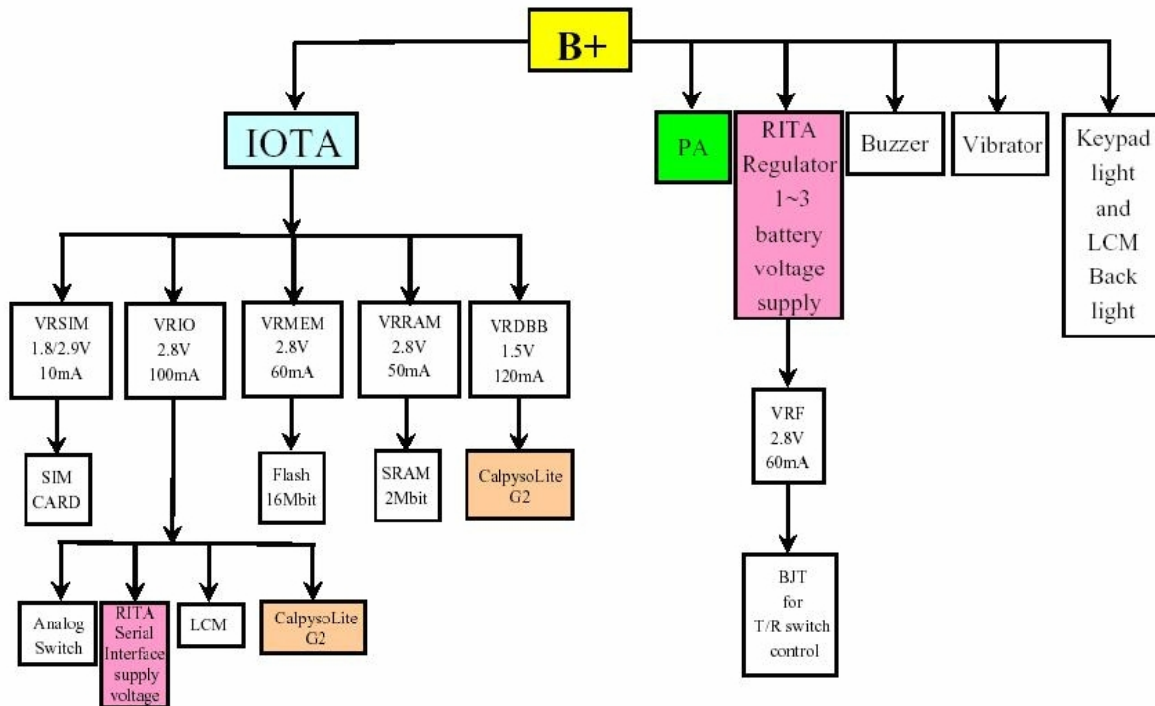 B+
IOTA
PA
RITA
Regulator
1~3
battery
voltage
supply
Buzzer
Vibrator
Keypad
light
and
LCM
Back
light
VRSIM
1.8/2.9V
10mA
VRIO
2.8V
100mA
VRMEM
2.8V
60mA
VRRAM
2.8V
50mA
VRDBB
1.5V
120mA
VRF
2.8V
60mA
SIM
CARD
Flash
16Mbit
SRAM
2Mbit
CalpysoLite
G2
BJT
for
T/R switch
control
Analog
Switch
RITA
Serial
Interface
supply
voltage
LCM
CalpysoLite
G2